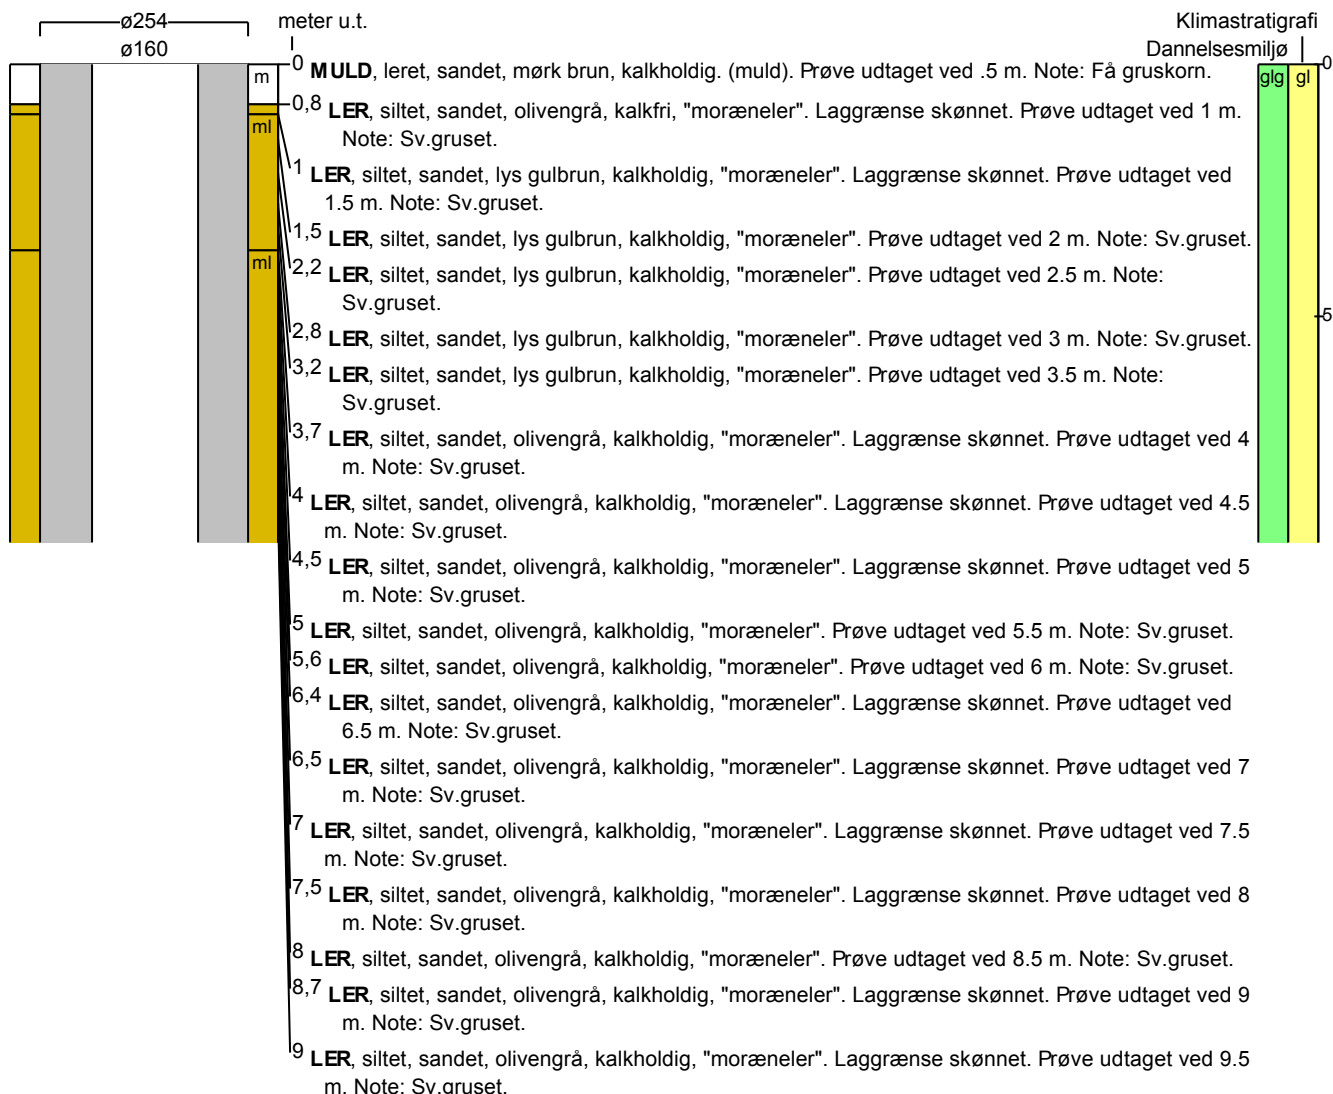 ø254 meter u.t. Klimastratigrafi
ø160 Dannelsesmiljø
m 0 MULD, leret, sandet, mørk brun, kalkholdig. (muld). Prøve udtaget ved .5 m. Note: Få gruskorn. glg gl 0
0,8 LER, siltet, sandet, olivengrå, kalkfri, "moræneler". Laggrænse skønnet. Prøve udtaget ved 1 m.
ml Note: Sv.gruset.
1 LER, siltet, sandet, lys gulbrun, kalkholdig, "moræneler". Laggrænse skønnet. Prøve udtaget ved
1.5 m. Note: Sv.gruset.
1,5 LER, siltet, sandet, lys gulbrun, kalkholdig, "moræneler". Prøve udtaget ved 2 m. Note: Sv.gruset.
ml 2,2 LER, siltet, sandet, lys gulbrun, kalkholdig, "moræneler". Prøve udtaget ved 2.5 m. Note:
Sv.gruset.
5
2,8 LER, siltet, sandet, lys gulbrun, kalkholdig, "moræneler". Prøve udtaget ved 3 m. Note: Sv.gruset.
3,2 LER, siltet, sandet, lys gulbrun, kalkholdig, "moræneler". Prøve udtaget ved 3.5 m. Note:
Sv.gruset.
3,7 LER, siltet, sandet, olivengrå, kalkholdig, "moræneler". Laggrænse skønnet. Prøve udtaget ved 4
m. Note: Sv.gruset.
4 LER, siltet, sandet, olivengrå, kalkholdig, "moræneler". Laggrænse skønnet. Prøve udtaget ved 4.5
m. Note: Sv.gruset.
4,5 LER, siltet, sandet, olivengrå, kalkholdig, "moræneler". Laggrænse skønnet. Prøve udtaget ved 5
m. Note: Sv.gruset.
5 LER, siltet, sandet, olivengrå, kalkholdig, "moræneler". Prøve udtaget ved 5.5 m. Note: Sv.gruset.
5,6 LER, siltet, sandet, olivengrå, kalkholdig, "moræneler". Prøve udtaget ved 6 m. Note: Sv.gruset.
6,4 LER, siltet, sandet, olivengrå, kalkholdig, "moræneler". Laggrænse skønnet. Prøve udtaget ved
6.5 m. Note: Sv.gruset.
6,5 LER, siltet, sandet, olivengrå, kalkholdig, "moræneler". Laggrænse skønnet. Prøve udtaget ved 7
m. Note: Sv.gruset.
7 LER, siltet, sandet, olivengrå, kalkholdig, "moræneler". Laggrænse skønnet. Prøve udtaget ved 7.5
m. Note: Sv.gruset.
7,5 LER, siltet, sandet, olivengrå, kalkholdig, "moræneler". Laggrænse skønnet. Prøve udtaget ved 8
m. Note: Sv.gruset.
8 LER, siltet, sandet, olivengrå, kalkholdig, "moræneler". Prøve udtaget ved 8.5 m. Note: Sv.gruset.
8,7 LER, siltet, sandet, olivengrå, kalkholdig, "moræneler". Laggrænse skønnet. Prøve udtaget ved 9
m. Note: Sv.gruset.
9 LER, siltet, sandet, olivengrå, kalkholdig, "moræneler". Laggrænse skønnet. Prøve udtaget ved 9.5
m. Note: Sv.gruset.